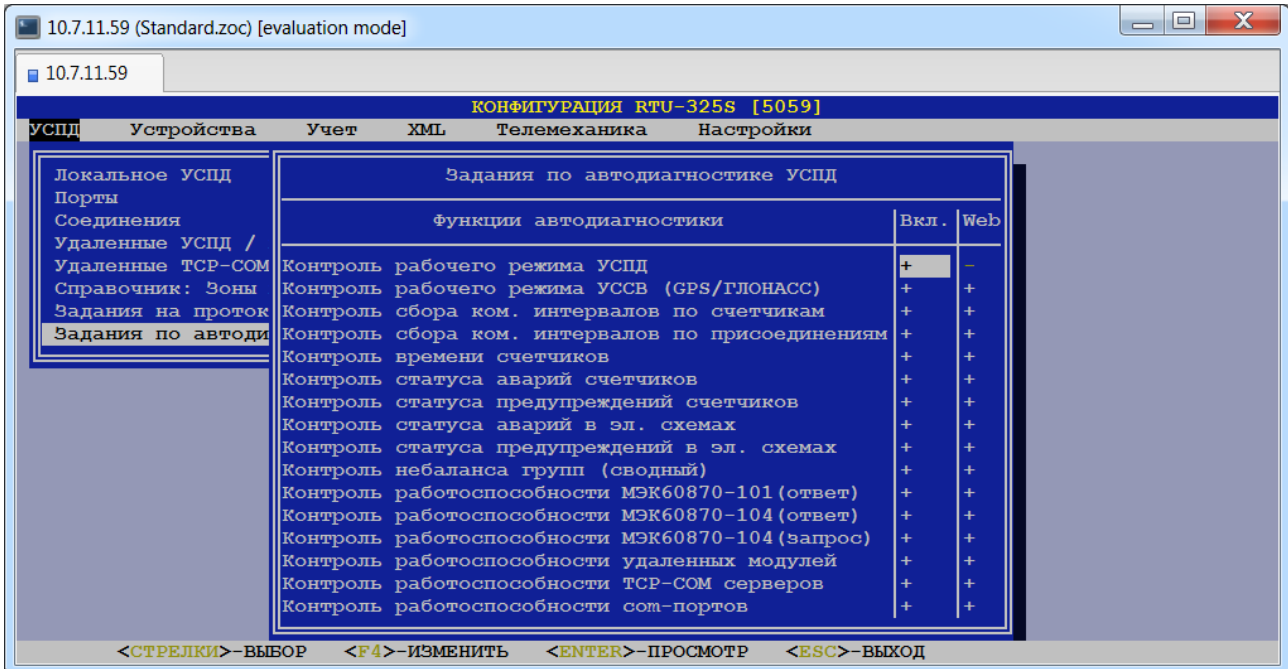 10.7.11.59 (Standard.zoc) [evaluation mode]
10.7.11.59
КОНФИГУРАЦИЯ RTU-325S [5059]
УСПД Устройства Учет XML Телемеханика Настройки
Локальное УСПД
Порты
Соединения
Удаленные УСПД /
Удаленные TCP-COM
Справочник: Зоны
Задания на проток
Задания по автоди
Задания по автодиагностике УСПД
Функции автодиагностики Вкл. Web
Контроль рабочего режима УСПД + -
Контроль рабочего режима УССВ (GPS/ГЛОНАСС) + +
Контроль сбора ком. интервалов по счетчикам + +
Контроль сбора ком. интервалов по присоединениям + +
Контроль времени счетчиков + +
Контроль статуса аварий счетчиков + +
Контроль статуса предупреждений счетчиков + +
Контроль статуса аварий в эл. схемах + +
Контроль статуса предупреждений в эл. схемах + +
Контроль небаланса групп (сводный) + +
Контроль работоспособности МЭК60870-101(ответ) + +
Контроль работоспособности МЭК60870-104(ответ) + +
Контроль работоспособности МЭК60870-104(запрос) + +
Контроль работоспособности удаленных модулей + +
Контроль работоспособности TCP-COM серверов + +
Контроль работоспособности com-портов + +
<СТРЕЛКИ>-ВЫБОР <F4>-ИЗМЕНИТЬ <ENTER>-ПРОСМОТР <ESC>-ВЫХОД